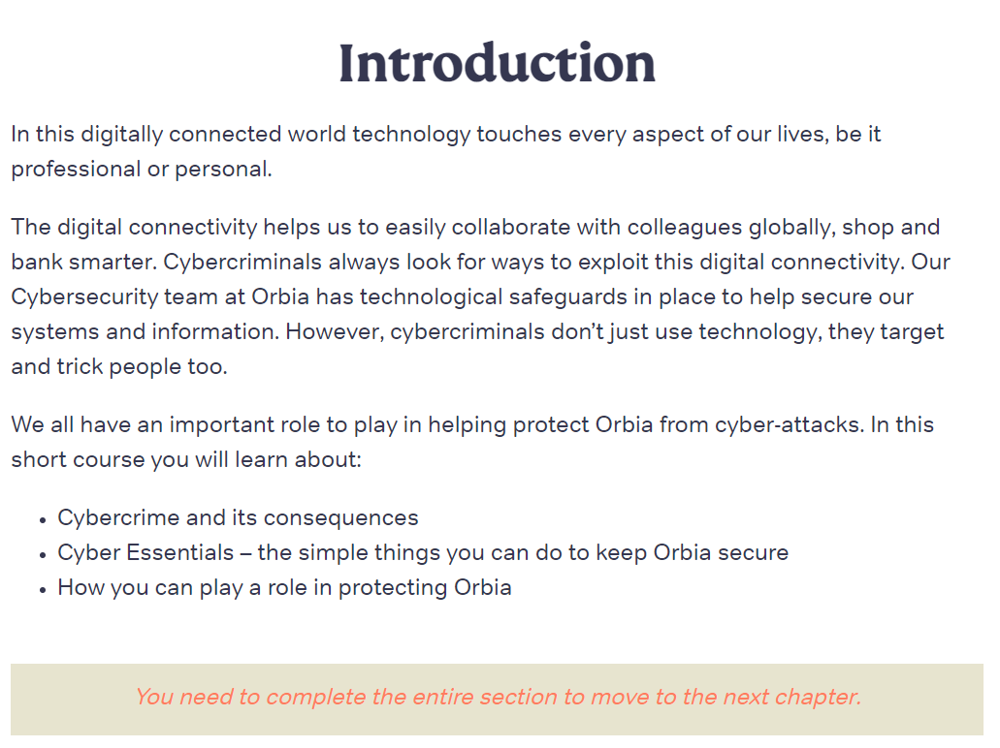 Introduction
In this digitally connected world technology touches every aspect of our lives, be it
professional or personal.
The digital connectivity helps us to easily collaborate with colleagues globally, shop and
bank smarter. Cybercriminals always look for ways to exploit this digital connectivity. Our
Cybersecurity team at Orbia has technological safeguards in place to help secure our
systems and information. However, cybercriminals don’t just use technology, they target
and trick people too.
We all have an important role to play in helping protect Orbia from cyber-attacks. In this
short course you will learn about:
• Cybercrime and its consequences
• Cyber Essentials – the simple things you can do to keep Orbia secure
• How you can play a role in protecting Orbia
You need to complete the entire section to move to the next chapter.